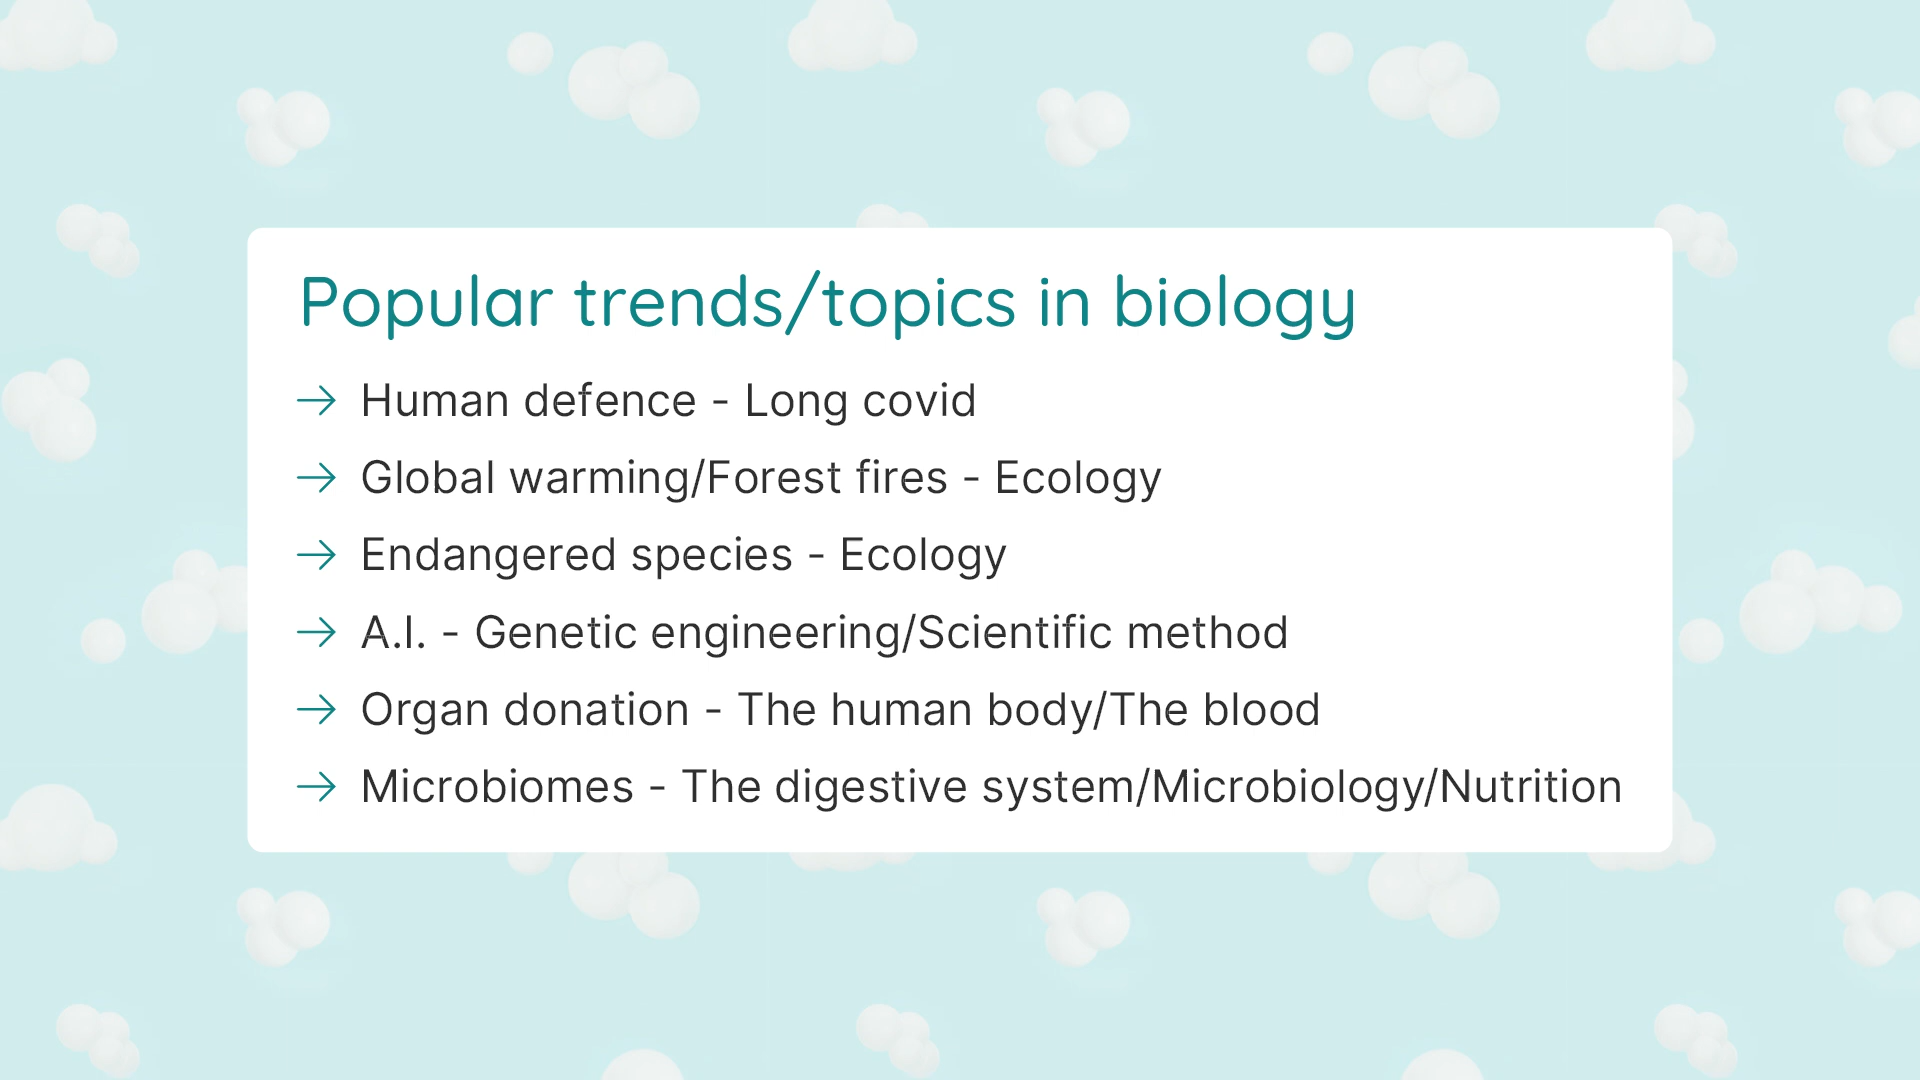 Popular trends/topics in biology
→ Human defence - Long covid
→ Global warming/Forest fires - Ecology
→ Endangered species - Ecology
→ A.I. - Genetic engineering/Scientific method
→ Organ donation - The human body/The blood
→ Microbiomes - The digestive system/Microbiology/Nutrition